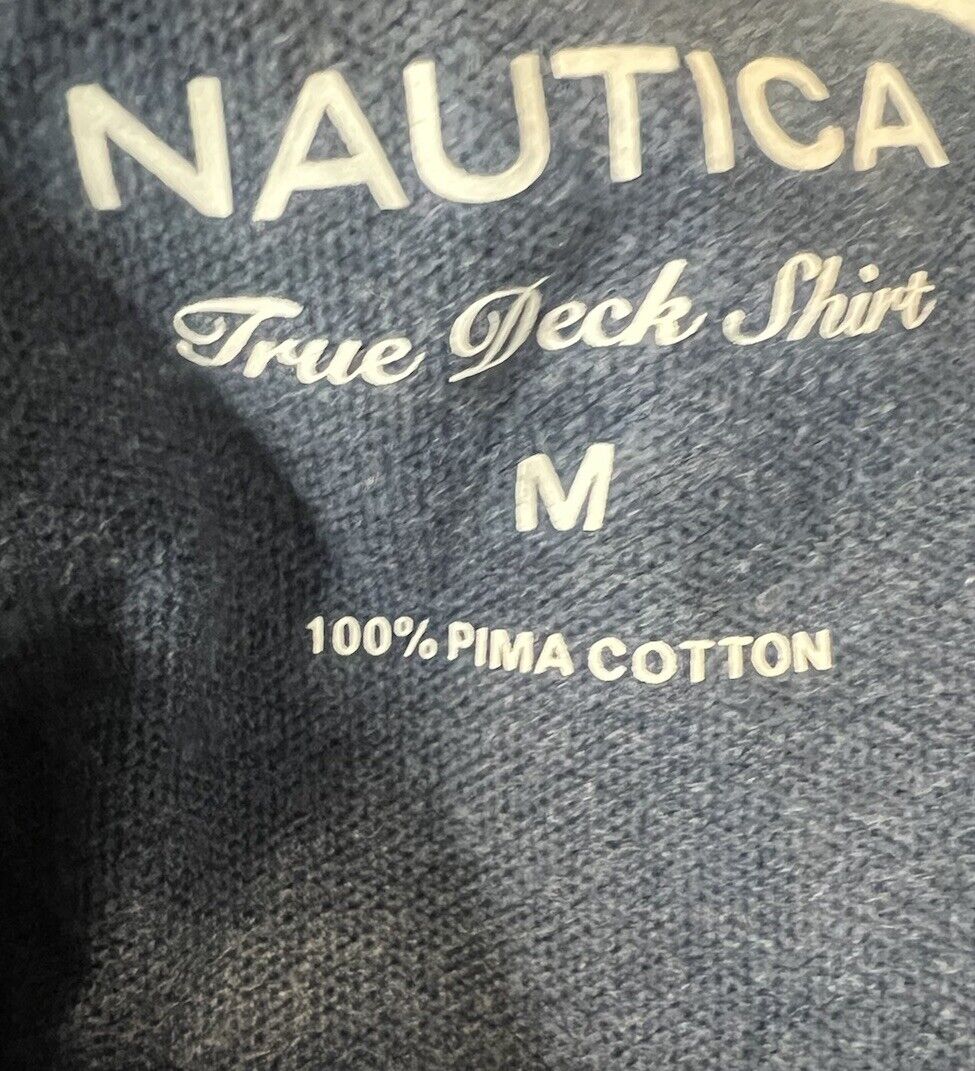 NAUTICA
True Deck Shirt
M
100% PIMA COTTON